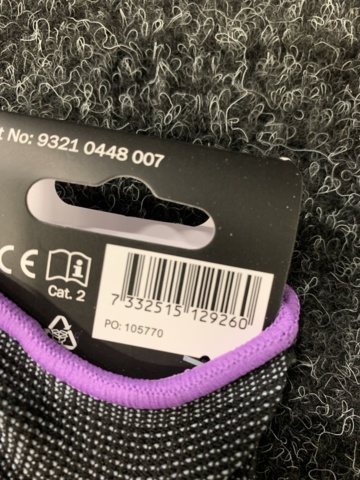 t No: 9321 0448 007
CE
i
Cat. 2
7 332515 129260
PO: 105770